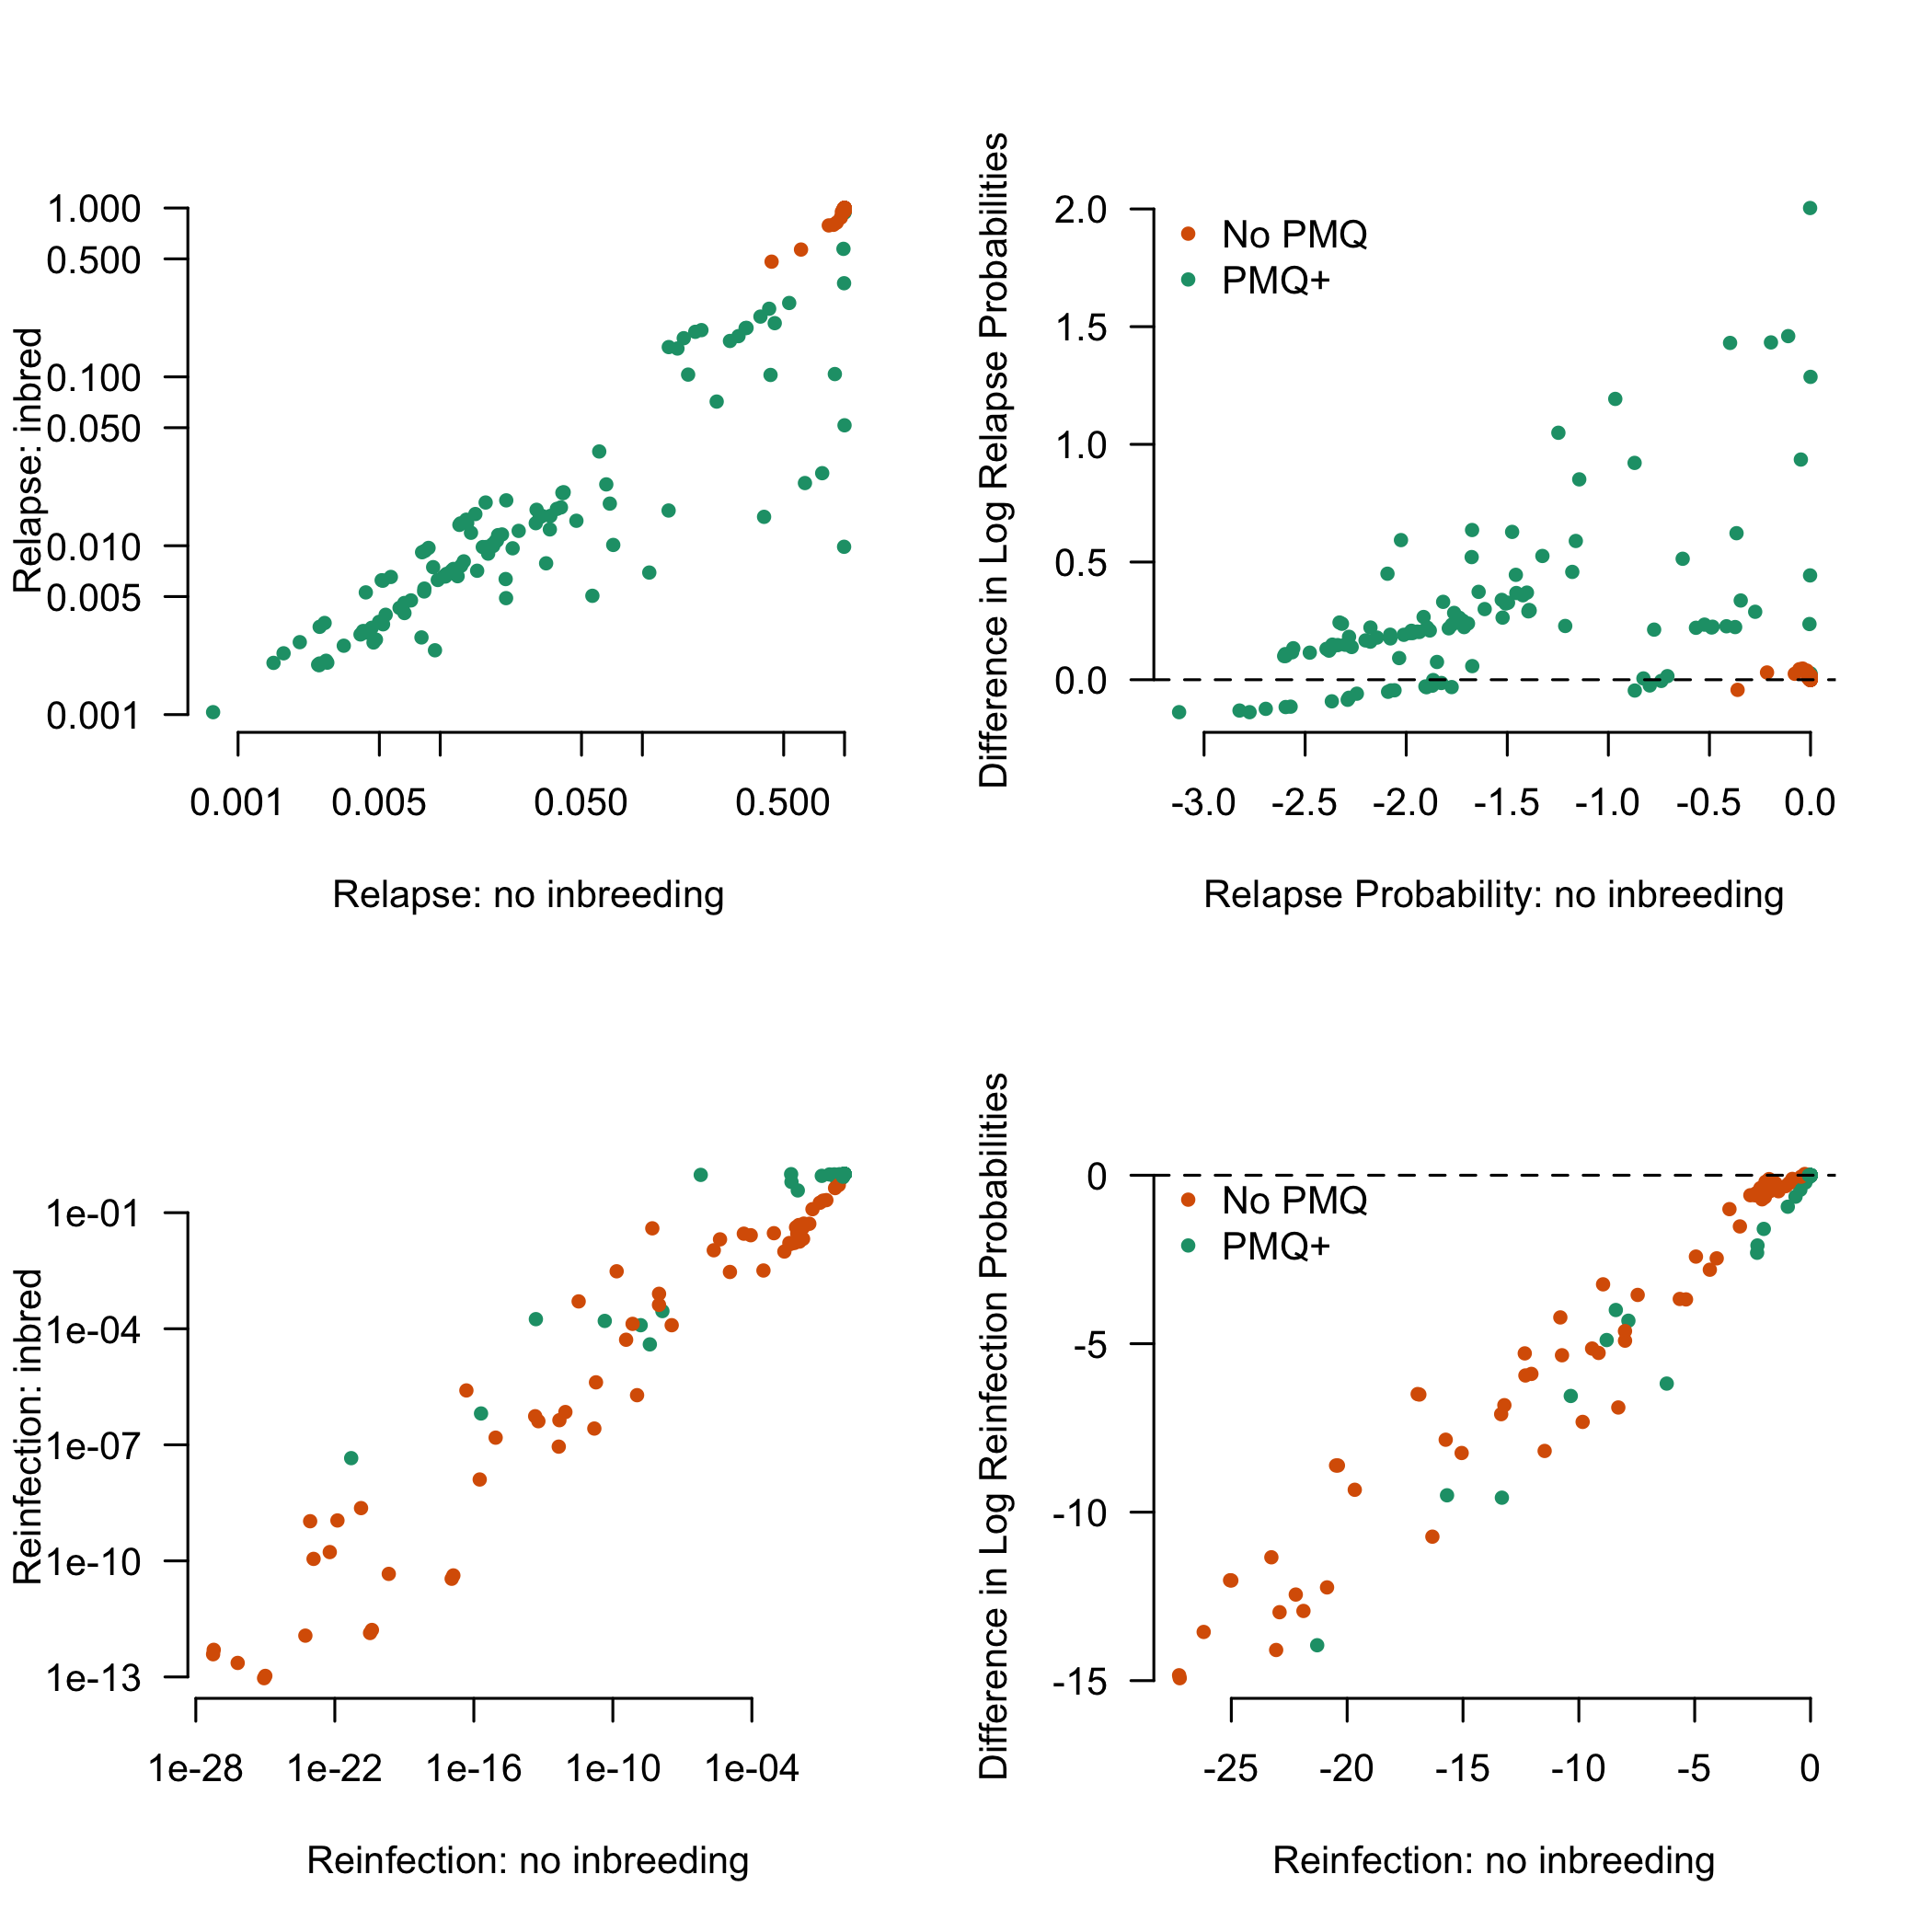 Relapse: inbred
1.000
0.500
0.100
0.050
0.010
0.005
0.001
0.001 0.005 0.050 0.500
Relapse: no inbreeding
Difference in Log Relapse Probabilities
2.0
1.5
1.0
0.5
0.0
No PMQ
PMQ+
-3.0 -2.5 -2.0 -1.5 -1.0 -0.5 0.0
Relapse Probability: no inbreeding
Reinfection: inbred
1e-01
1e-04
1e-07
1e-10
1e-13
1e-28 1e-22 1e-16 1e-10 1e-04
Reinfection: no inbreeding
Difference in Log Reinfection Probabilities
0
-5
-10
-15
No PMQ
PMQ+
-25 -20 -15 -10 -5 0
Reinfection: no inbreeding